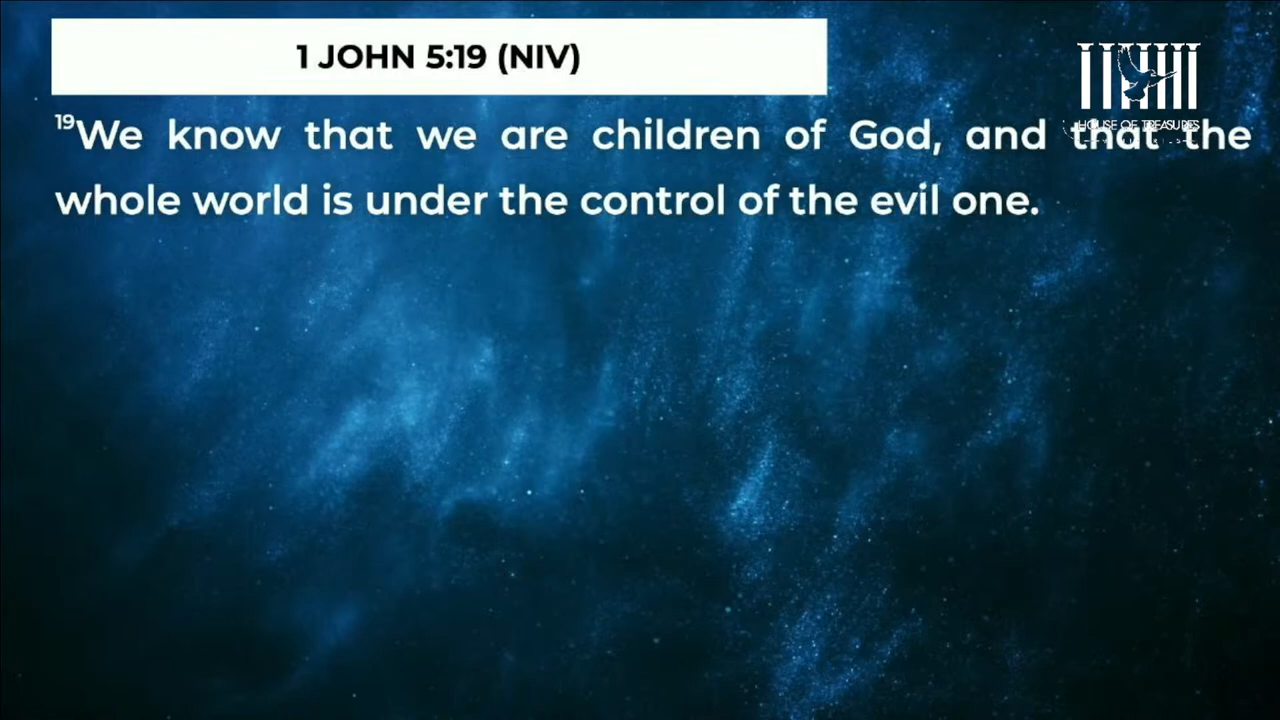 1 JOHN 5:19 (NIV)
HOUSE OF TREASURES
¹⁹We know that we are children of God, and that the
whole world is under the control of the evil one.